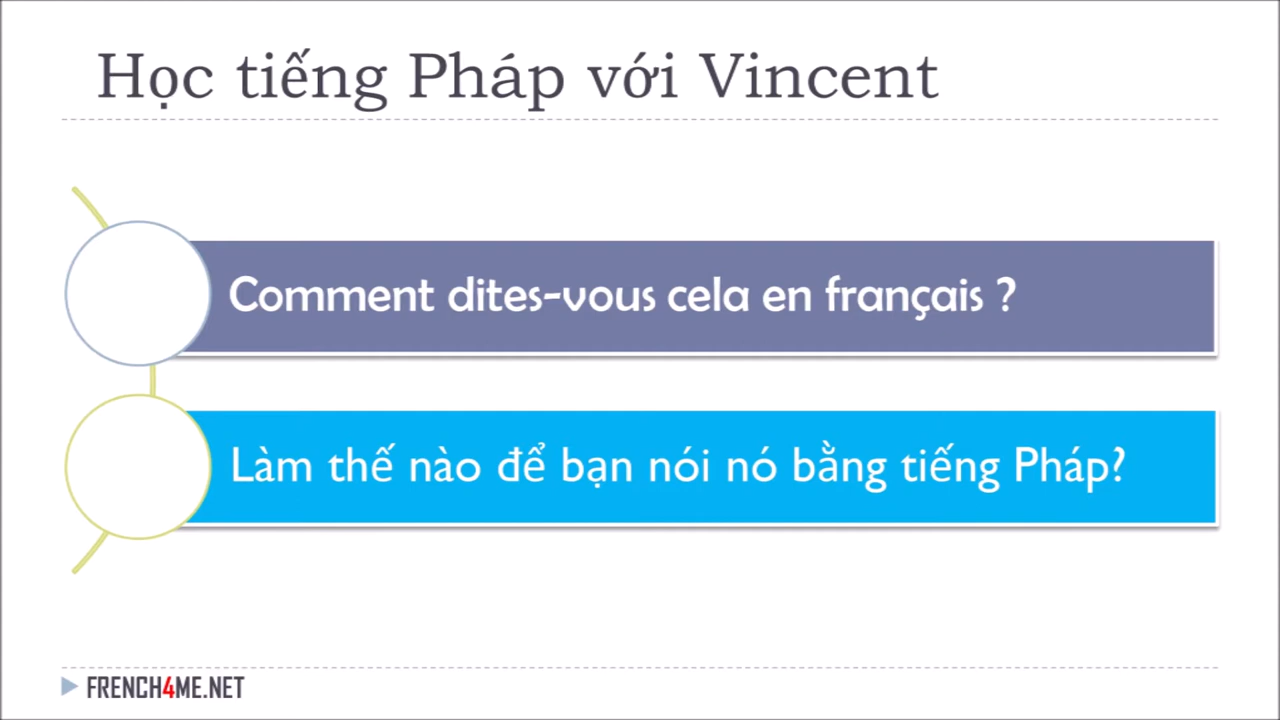 Học tiếng Pháp với Vincent
Comment dites-vous cela en français ?
Làm thế nào để bạn nói nó bằng tiếng Pháp?
FRENCH4ME.NET